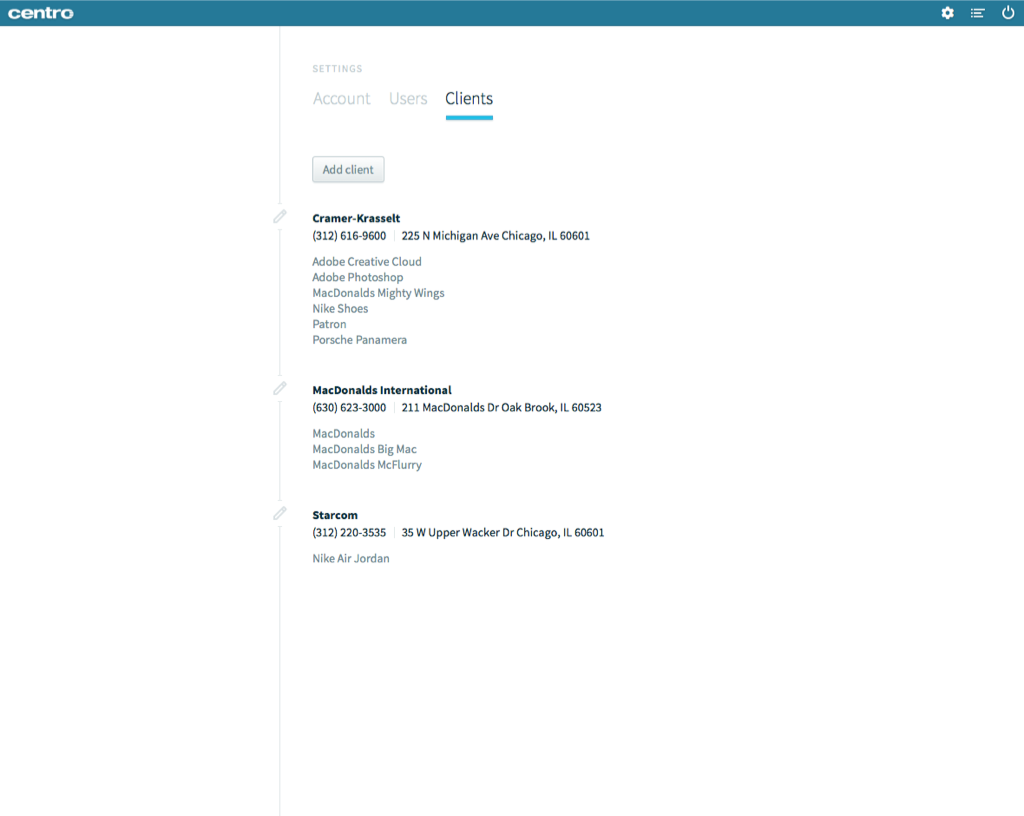 centro
SETTINGS
Account Users Clients
Add client
Cramer-Krasselt
(312) 616-9600 225 N Michigan Ave Chicago, IL 60601
Adobe Creative Cloud
Adobe Photoshop
MacDonalds Mighty Wings
Nike Shoes
Patron
Porsche Panamera
MacDonalds International
(630) 623-3000 211 MacDonalds Dr Oak Brook, IL 60523
MacDonalds
MacDonalds Big Mac
MacDonalds McFlurry
Starcom
(312) 220-3535 35 W Upper Wacker Dr Chicago, IL 60601
Nike Air Jordan